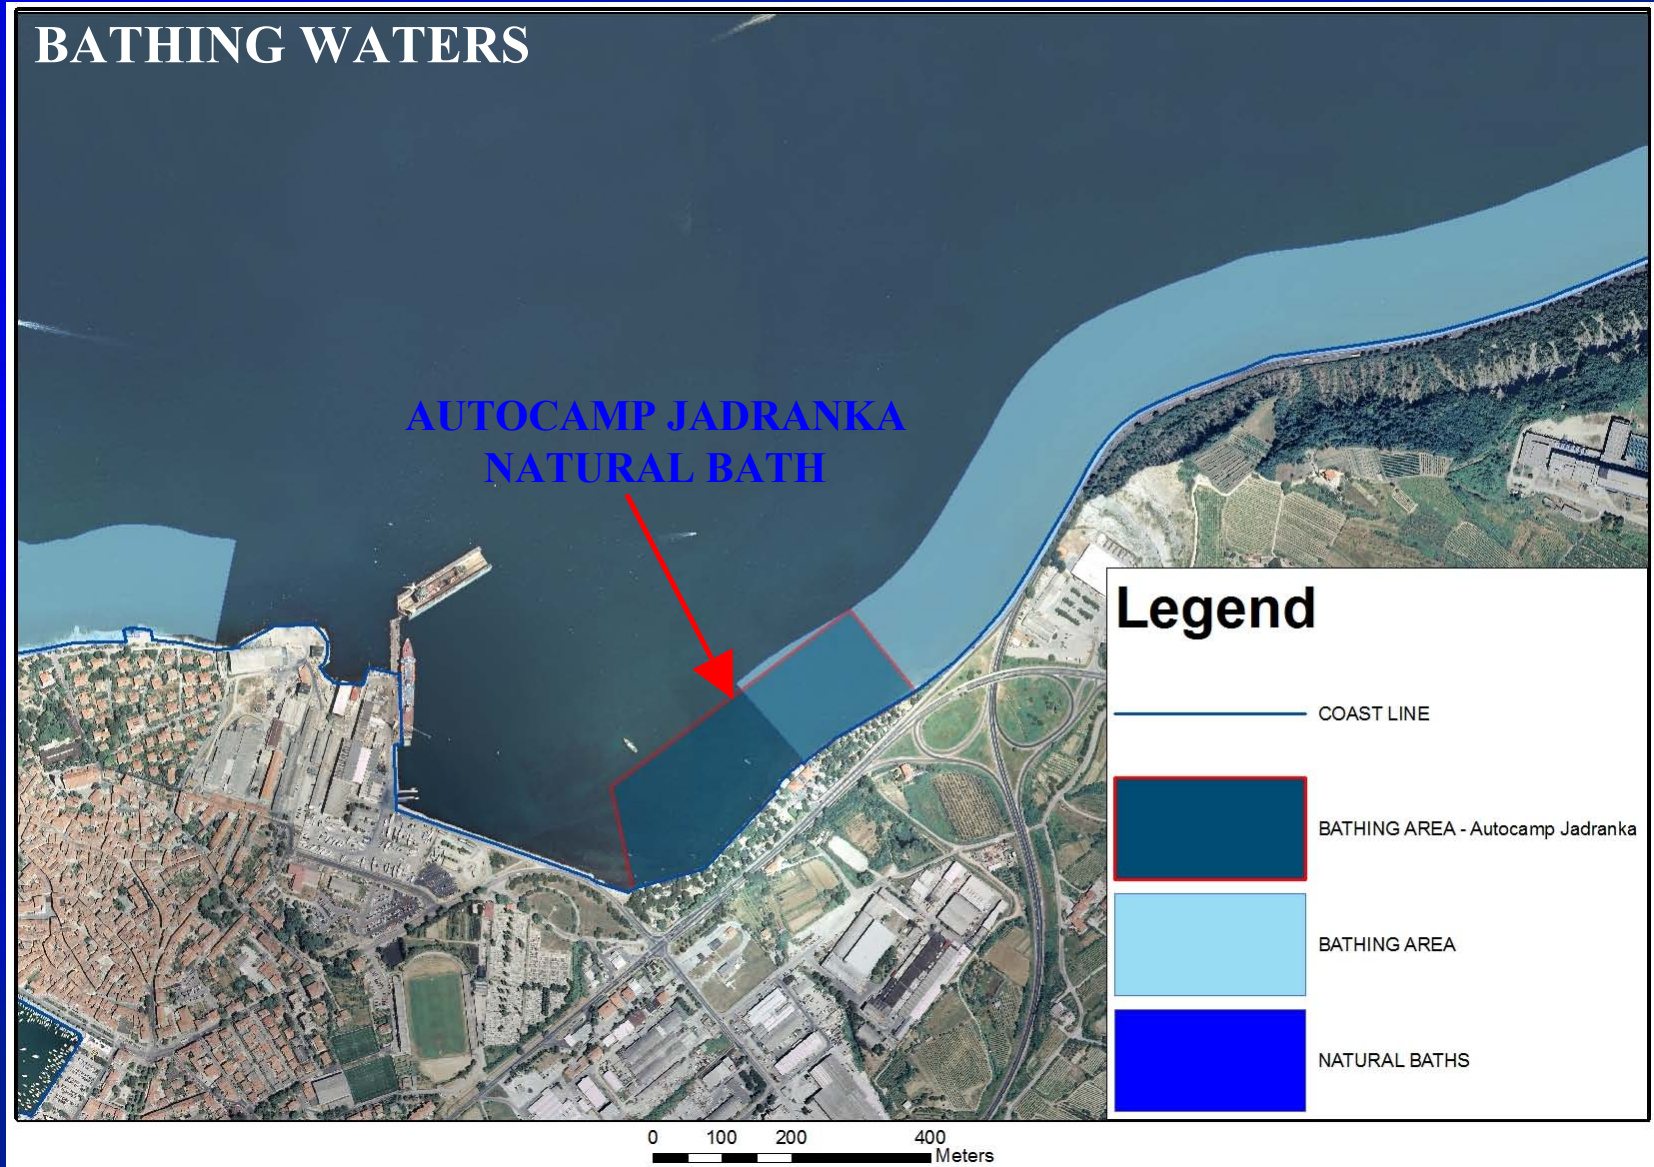 BATHING WATERS
AUTOCAMP JADRANKA
NATURAL BATH
Legend
COAST LINE
BATHING AREA - Autocamp Jadranka
BATHING AREA
NATURAL BATHS
0 100 200 400
Meters